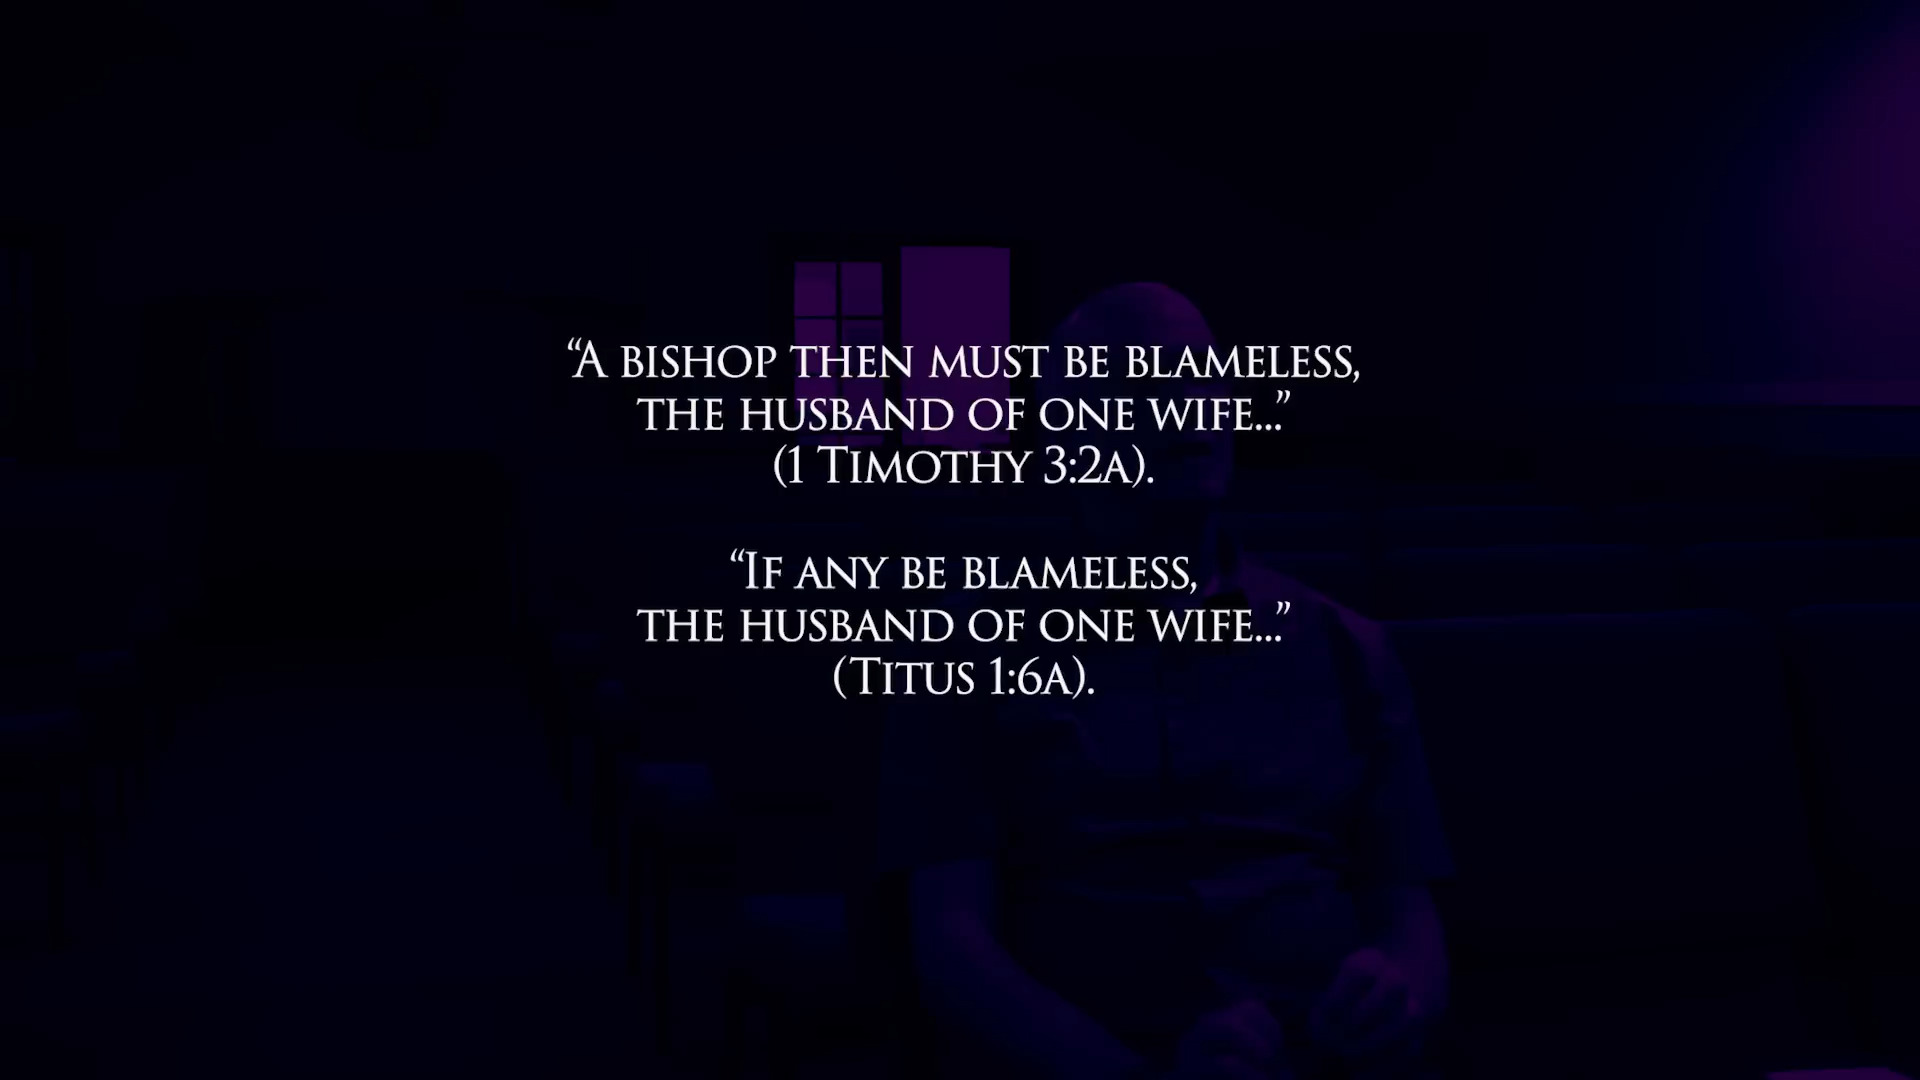 “A BISHOP THEN MUST BE BLAMELESS,
THE HUSBAND OF ONE WIFE...”
(1 TIMOTHY 3:2A).
“IF ANY BE BLAMELESS,
THE HUSBAND OF ONE WIFE...”
(TITUS 1:6A).